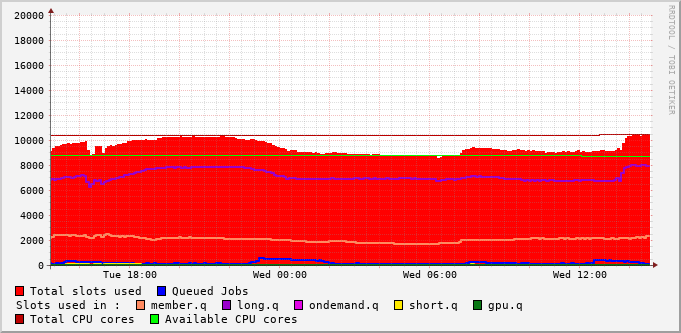 RRDTOOL / TOBI OETIKER
20000
18000
16000
14000
12000
10000
8000
6000
4000
2000
0
Tue 18:00 Wed 00:00 Wed 06:00 Wed 12:00
Total slots used Queued Jobs
Slots used in : member.q long.q ondemand.q short.q gpu.q
Total CPU cores Available CPU cores